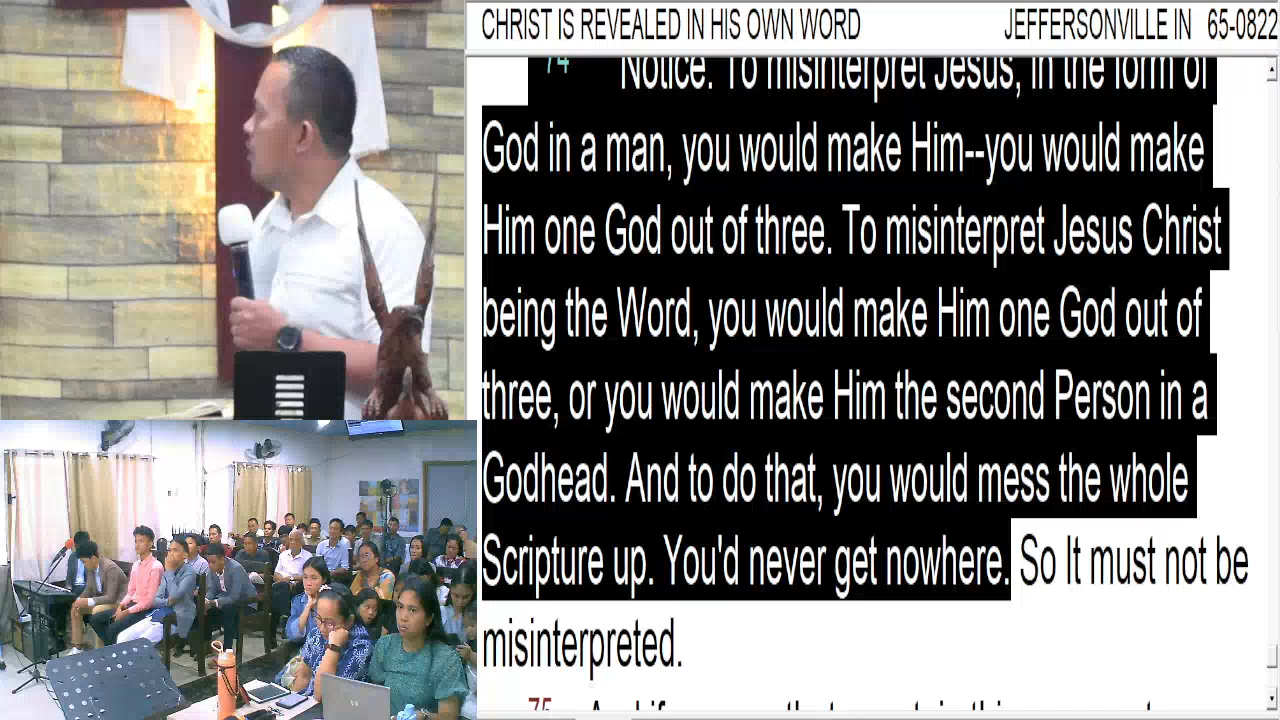 CHRIST IS REVEALED IN HIS OWN WORD JEFFERSONVILLE IN 65-0822
74 Notice. To misinterpret Jesus, in the form of
God in a man, you would make Him--you would make
Him one God out of three. To misinterpret Jesus Christ
being the Word, you would make Him one God out of
three, or you would make Him the second Person in a
Godhead. And to do that, you would mess the whole
Scripture up. You'd never get nowhere. So It must not be
misinterpreted.
75